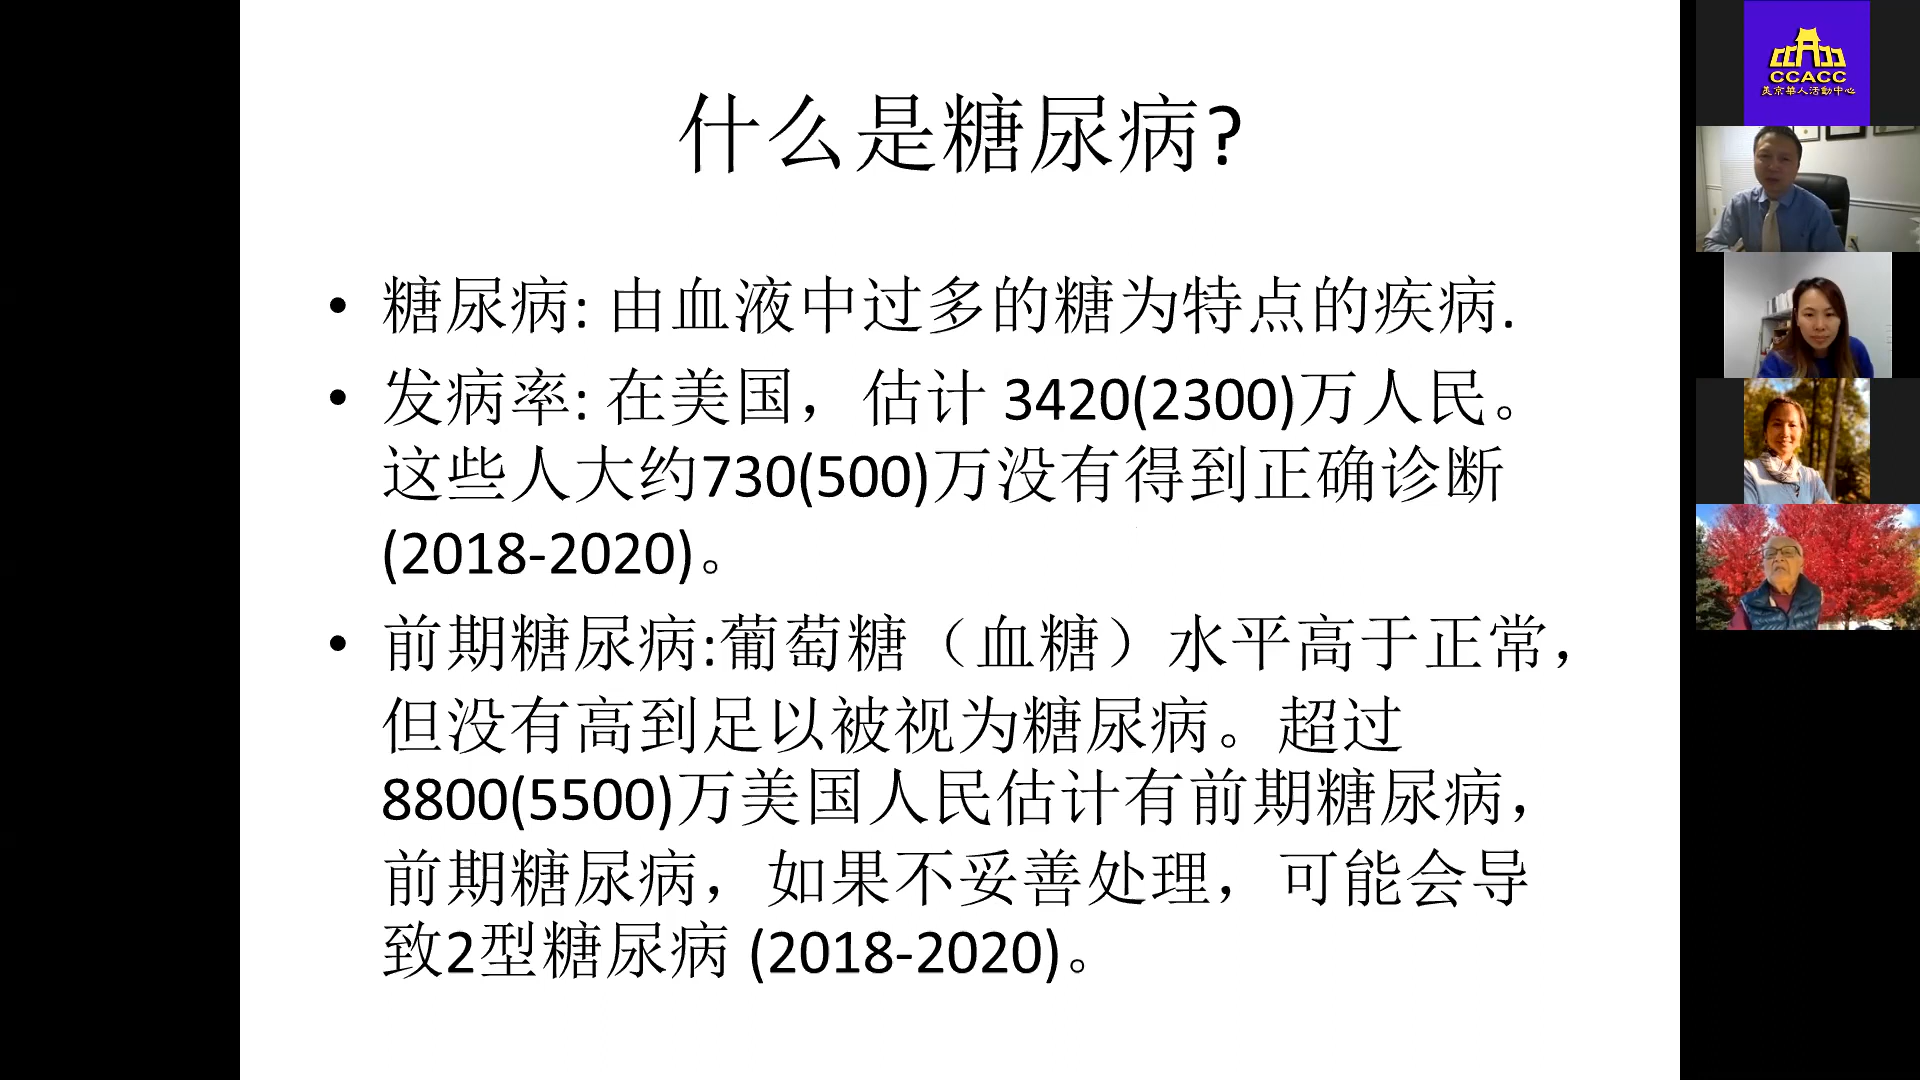 什么是糖尿病?
• 糖尿病: 由血液中过多的糖为特点的疾病.
• 发病率: 在美国，估计 3420(2300)万人民。
这些人大约730(500)万没有得到正确诊断
(2018-2020)。
• 前期糖尿病:葡萄糖（血糖）水平高于正常，
但没有高到足以被视为糖尿病。超过
8800(5500)万美国人民估计有前期糖尿病，
前期糖尿病，如果不妥善处理，可能会导
致2型糖尿病 (2018-2020)。
CCACC
美京華人活動中心